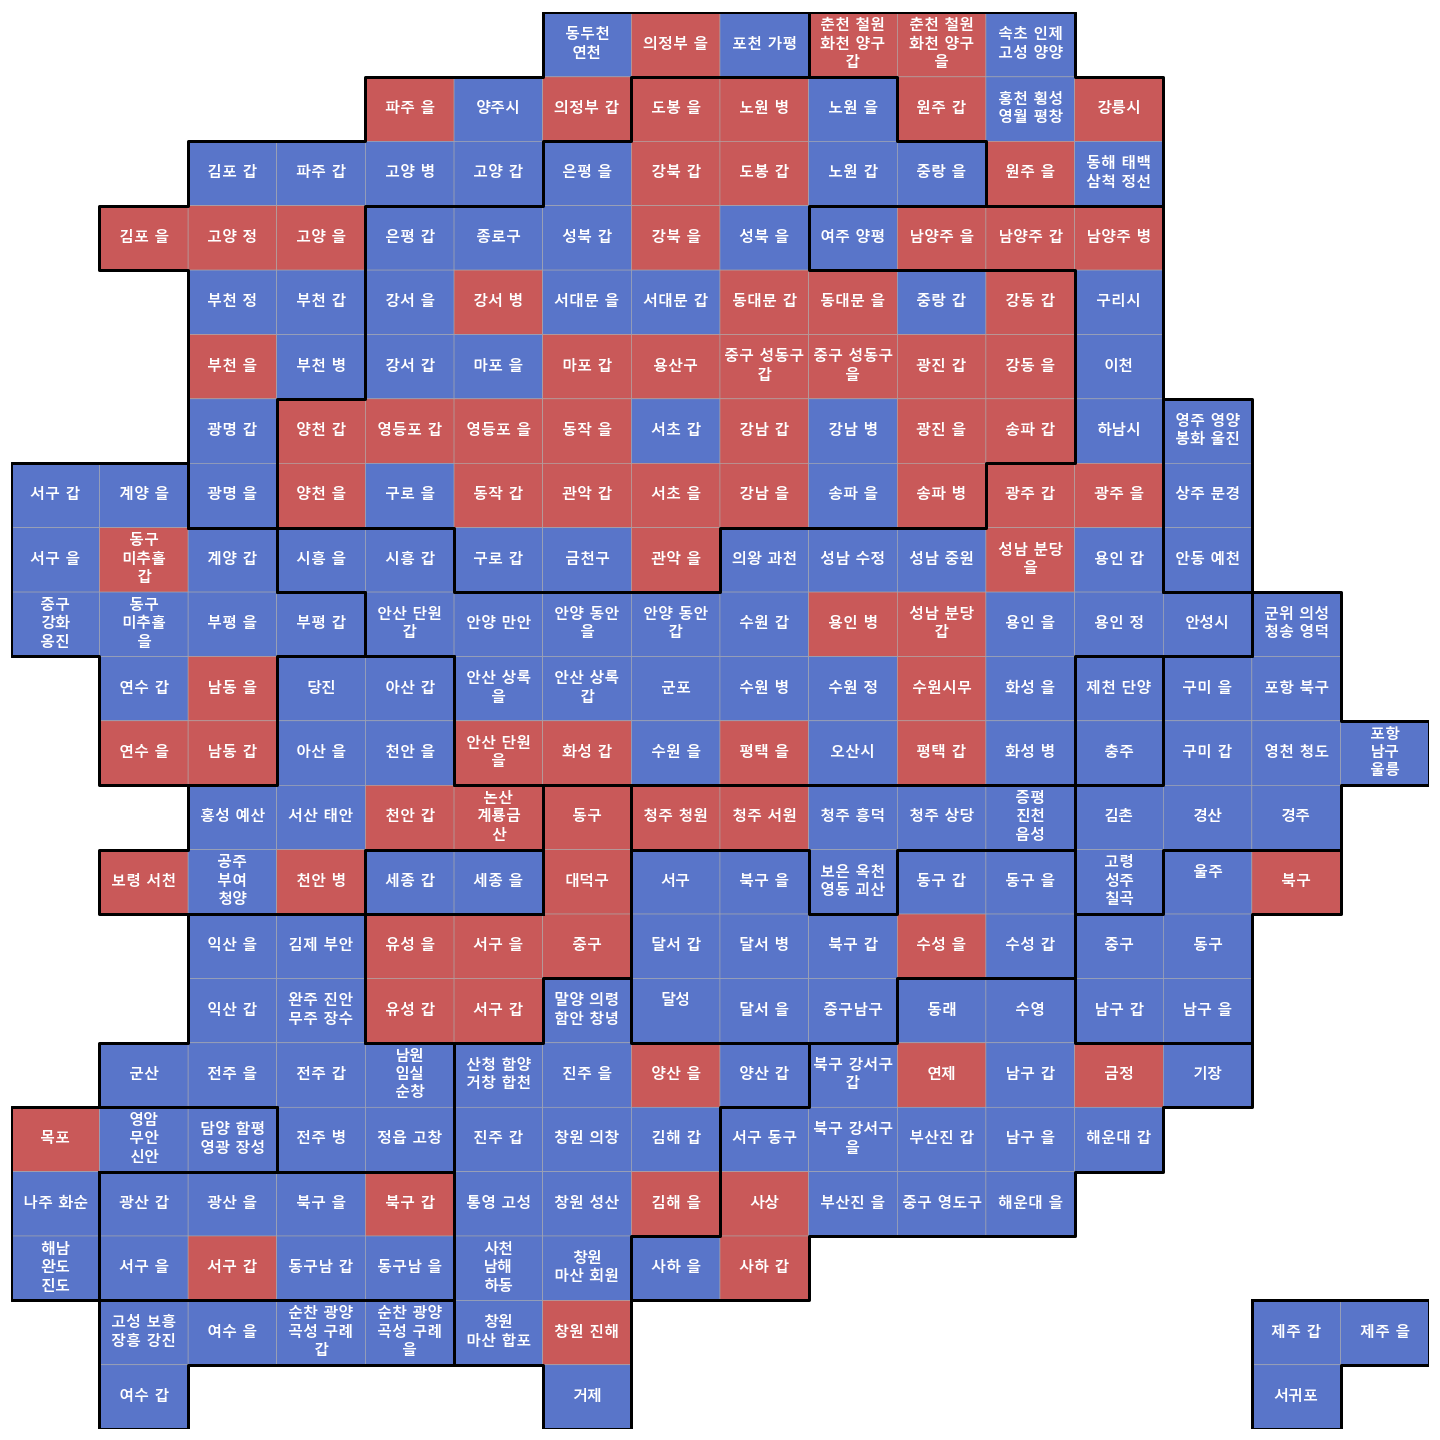 동두천
연천
의정부 을
포천 가평
춘천 철원
화천 양구
갑
춘천 철원
화천 양구
을
속초 인제
고성 양양
파주 을
양주시
의정부 갑
도봉 을
노원 병
노원 을
원주 갑
홍천 횡성
영월 평창
강릉시
김포 갑
파주 갑
고양 병
고양 갑
은평 을
강북 갑
도봉 갑
노원 갑
중랑 을
원주 을
동해 태백
삼척 정선
김포 을
고양 정
고양 을
은평 갑
종로구
성북 갑
강북 을
성북 을
여주 양평
남양주 을
남양주 갑
남양주 병
부천 정
부천 갑
강서 을
강서 병
서대문 을
서대문 갑
동대문 갑
동대문 을
중랑 갑
강동 갑
구리시
부천 을
부천 병
강서 갑
마포 을
마포 갑
용산구
중구 성동구
갑
중구 성동구
을
광진 갑
강동 을
이천
광명 갑
양천 갑
영등포 갑
영등포 을
동작 을
서초 갑
강남 갑
강남 병
광진 을
송파 갑
하남시
영주 영양
봉화 울진
서구 갑
계양 을
광명 을
양천 을
구로 을
동작 갑
관악 갑
서초 을
강남 을
송파 을
송파 병
광주 갑
광주 을
상주 문경
서구 을
동구
미추홀
갑
계양 갑
시흥 을
시흥 갑
구로 갑
금천구
관악 을
의왕 과천
성남 수정
성남 중원
성남 분당
을
용인 갑
안동 예천
중구
강화
옹진
동구
미추홀
을
부평 을
부평 갑
안산 단원
갑
안양 만안
안양 동안
을
안양 동안
갑
수원 갑
용인 병
성남 분당
갑
용인 을
용인 정
안성시
군위 의성
청송 영덕
연수 갑
남동 을
당진
아산 갑
안산 상록
을
안산 상록
갑
군포
수원 병
수원 정
수원시무
화성 을
제천 단양
구미 을
포항 북구
연수 을
남동 갑
아산 을
천안 을
안산 단원
을
화성 갑
수원 을
평택 을
오산시
평택 갑
화성 병
충주
구미 갑
영천 청도
포항
남구
울릉
홍성 예산
서산 태안
천안 갑
논산
계룡금
산
동구
청주 청원
청주 서원
청주 흥덕
청주 상당
증평
진천
음성
김촌
경산
경주
보령 서천
공주
부여
청양
천안 병
세종 갑
세종 을
대덕구
서구
북구 을
보은 옥천
영동 괴산
동구 갑
동구 을
고령
성주
칠곡
울주
북구
익산 을
김제 부안
유성 을
서구 을
중구
달서 갑
달서 병
북구 갑
수성 을
수성 갑
중구
동구
익산 갑
완주 진안
무주 장수
유성 갑
서구 갑
말양 의령
함안 창녕
달성
달서 을
중구남구
동래
수영
남구 갑
남구 을
군산
전주 을
전주 갑
남원
임실
순창
산청 함양
거창 합천
진주 을
양산 을
양산 갑
북구 강서구
갑
연제
남구 갑
금정
기장
목포
영암
무안
신안
담양 함평
영광 장성
전주 병
정읍 고창
진주 갑
창원 의창
김해 갑
서구 동구
북구 강서구
을
부산진 갑
남구 을
해운대 갑
나주 화순
광산 갑
광산 을
북구 을
북구 갑
통영 고성
창원 성산
김해 을
사상
부산진 을
중구 영도구
해운대 을
해남
완도
진도
서구 을
서구 갑
동구남 갑
동구남 을
사천
남해
하동
창원
마산 회원
사하 을
사하 갑
고성 보흥
장흥 강진
여수 을
순찬 광양
곡성 구례
갑
순찬 광양
곡성 구례
을
창원
마산 합포
창원 진해
제주 갑
제주 을
여수 갑
거제
서귀포